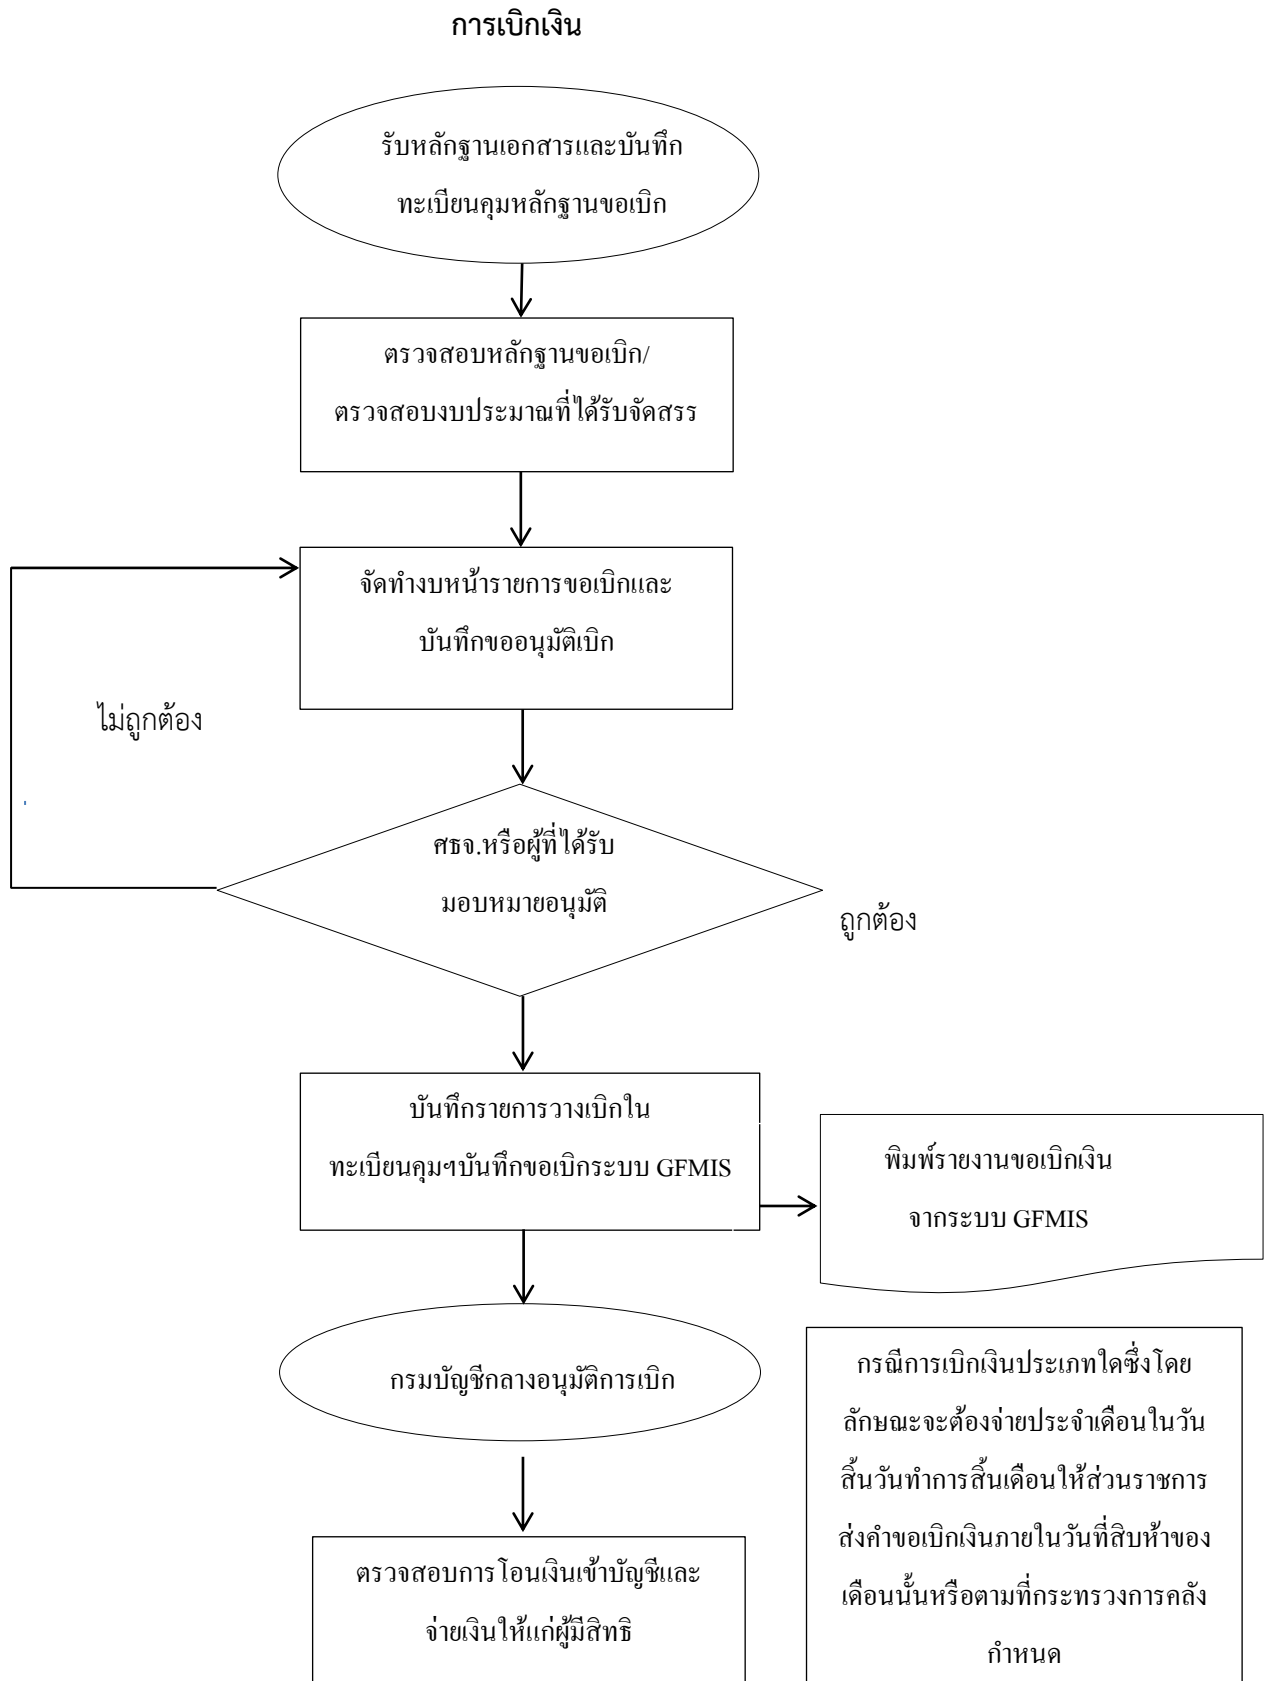 การเบิกเงิน
รับหลักฐานเอกสารและบันทึก
ทะเบียนคุมหลักฐานขอเบิก
ตรวจสอบหลักฐานขอเบิก/
ตรวจสอบงบประมาณที่ได้รับจัดสรร
จัดทำงบหน้ารายการขอเบิกและ
บันทึกขออนุมัติเบิก
ไม่ถูกต้อง
ศธจ.หรือผู้ที่ได้รับ
มอบหมายอนุมัติ
ถูกต้อง
บันทึกรายการวางเบิกใน
ทะเบียนคุมฯบันทึกขอเบิกระบบ GFMIS
พิมพ์รายงานขอเบิกเงิน
จากระบบ GFMIS
กรมบัญชีกลางอนุมัติการเบิก
กรณีการเบิกเงินประเภทใดซึ่งโดย
ลักษณะจะต้องจ่ายประจำเดือนในวัน
สิ้นวันทำการสิ้นเดือนให้ส่วนราชการ
ส่งคำขอเบิกเงินภายในวันที่สิบห้าของ
เดือนนั้นหรือตามที่กระทรวงการคลัง
กำหนด
ตรวจสอบการโอนเงินเข้าบัญชีและ
จ่ายเงินให้แก่ผู้มีสิทธิ